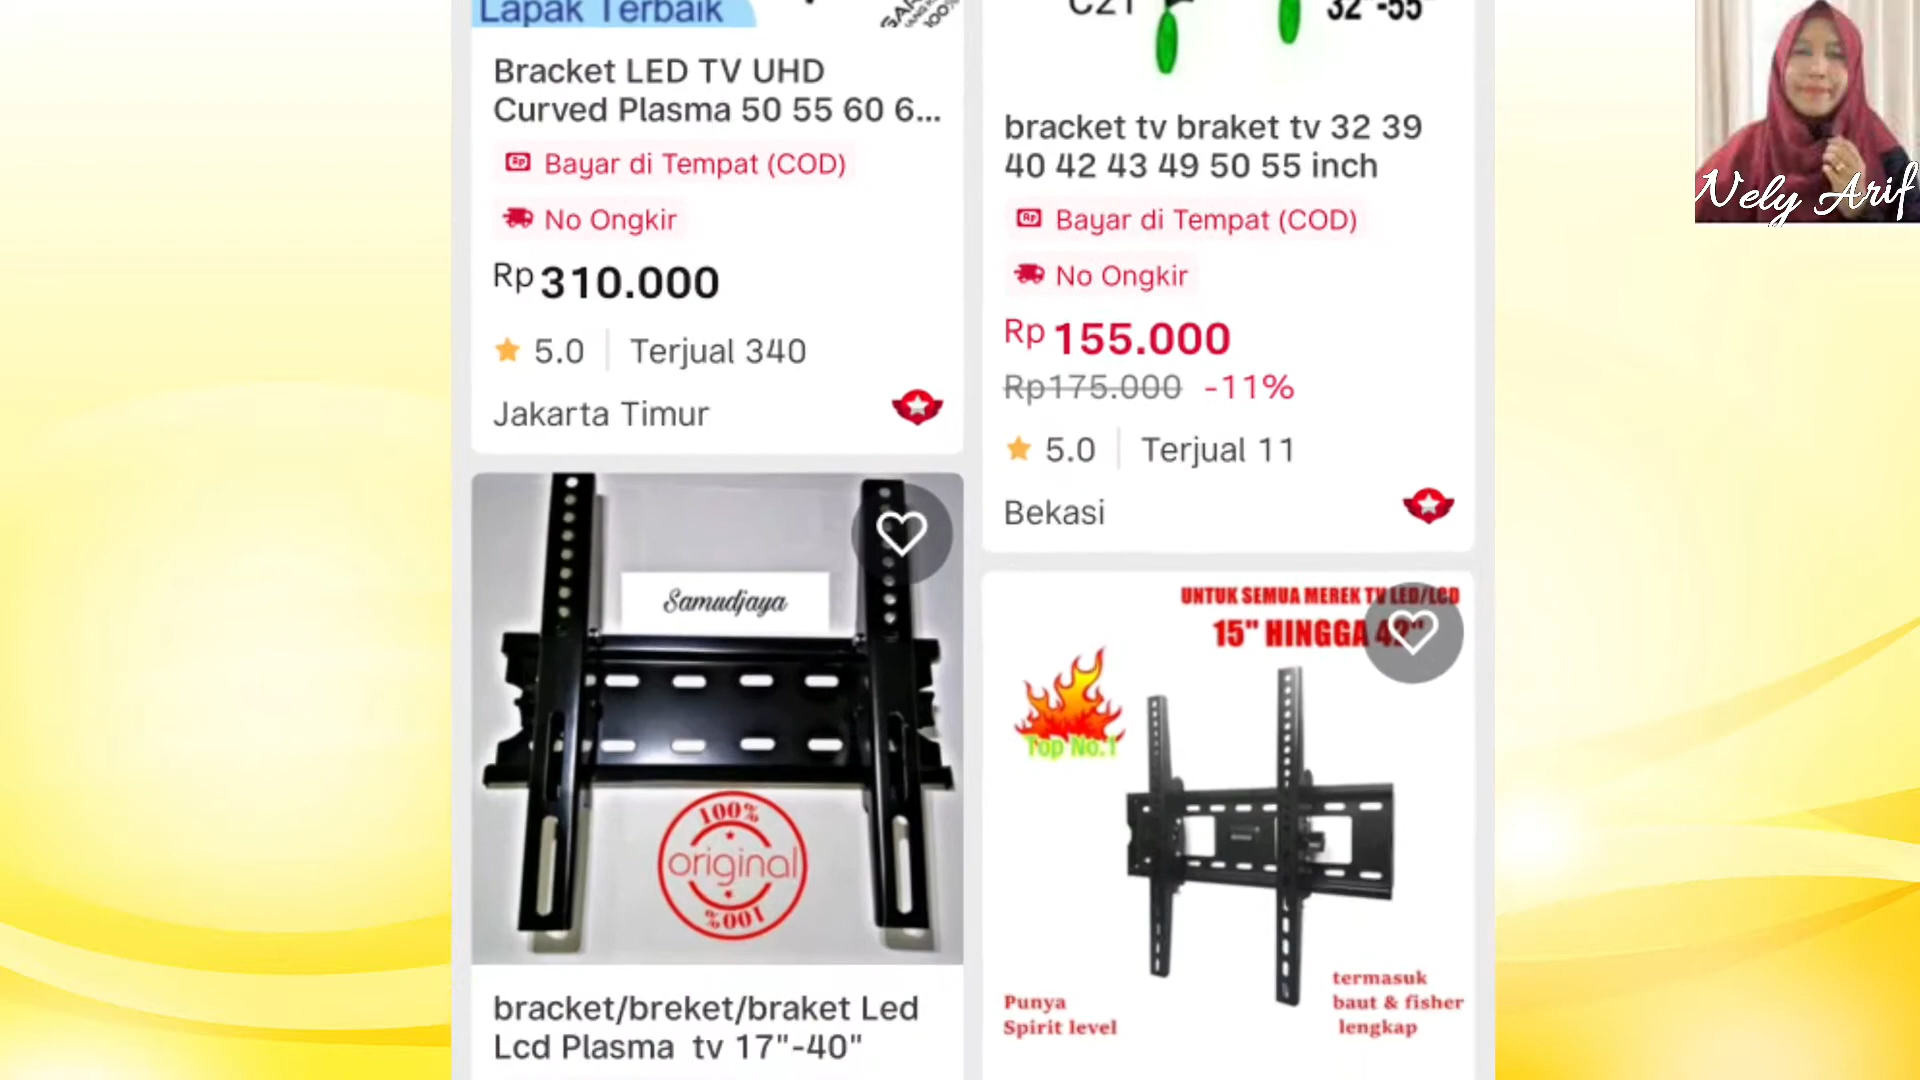 Lapak Terbaik
Bracket LED TV UHD
Curved Plasma 50 55 60 6...
Bayar di Tempat (COD)
No Ongkir
Rp310.000
5.0 Terjual 340
Jakarta Timur
Samudjaya
100%
original
100%
bracket/breket/braket Led
Lcd Plasma tv 17"-40"
C21
32"-55"
bracket tv braket tv 32 39
40 42 43 49 50 55 inch
Bayar di Tempat (COD)
No Ongkir
Rp155.000
Rp175.000 -11%
5.0 Terjual 11
Bekasi
UNTUK SEMUA MEREK TV LED/LCD
15" HINGGA 42"
Top No.1
Punya
Spirit level
termasuk
baut & fisher
lengkap
Nely Arif